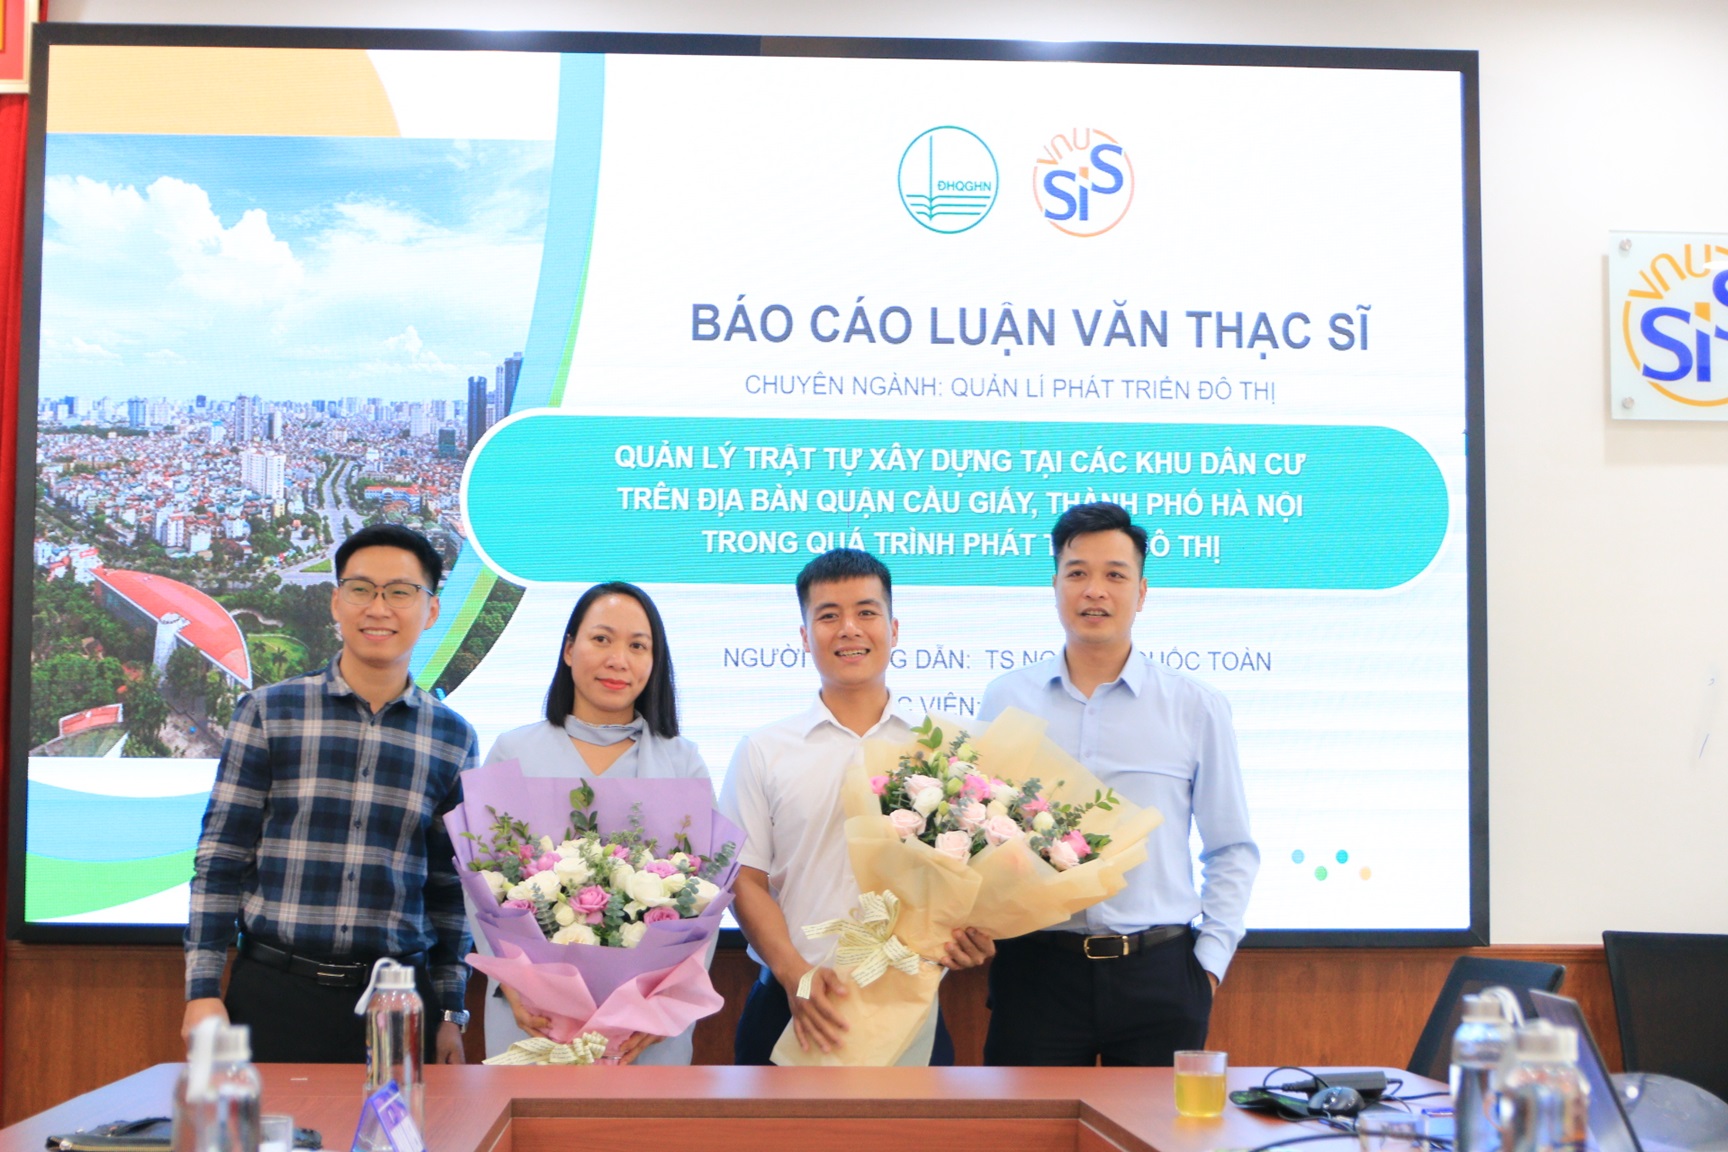 ĐHQGHN
VNU
SiS
BÁO CÁO LUẬN VĂN THẠC SĨ
CHUYÊN NGÀNH: QUẢN LÍ PHÁT TRIỂN ĐÔ THỊ
QUẢN LÝ TRẬT TỰ XÂY DỰNG TẠI CÁC KHU DÂN CƯ
TRÊN ĐỊA BÀN QUẬN CẦU GIẤY, THÀNH PHỐ HÀ NỘI
TRONG QUÁ TRÌNH PHÁT ĐÔ THỊ
NGƯỜI DẪN: TS QUỐC TOÀN
VIÊN:
VNU
SiS